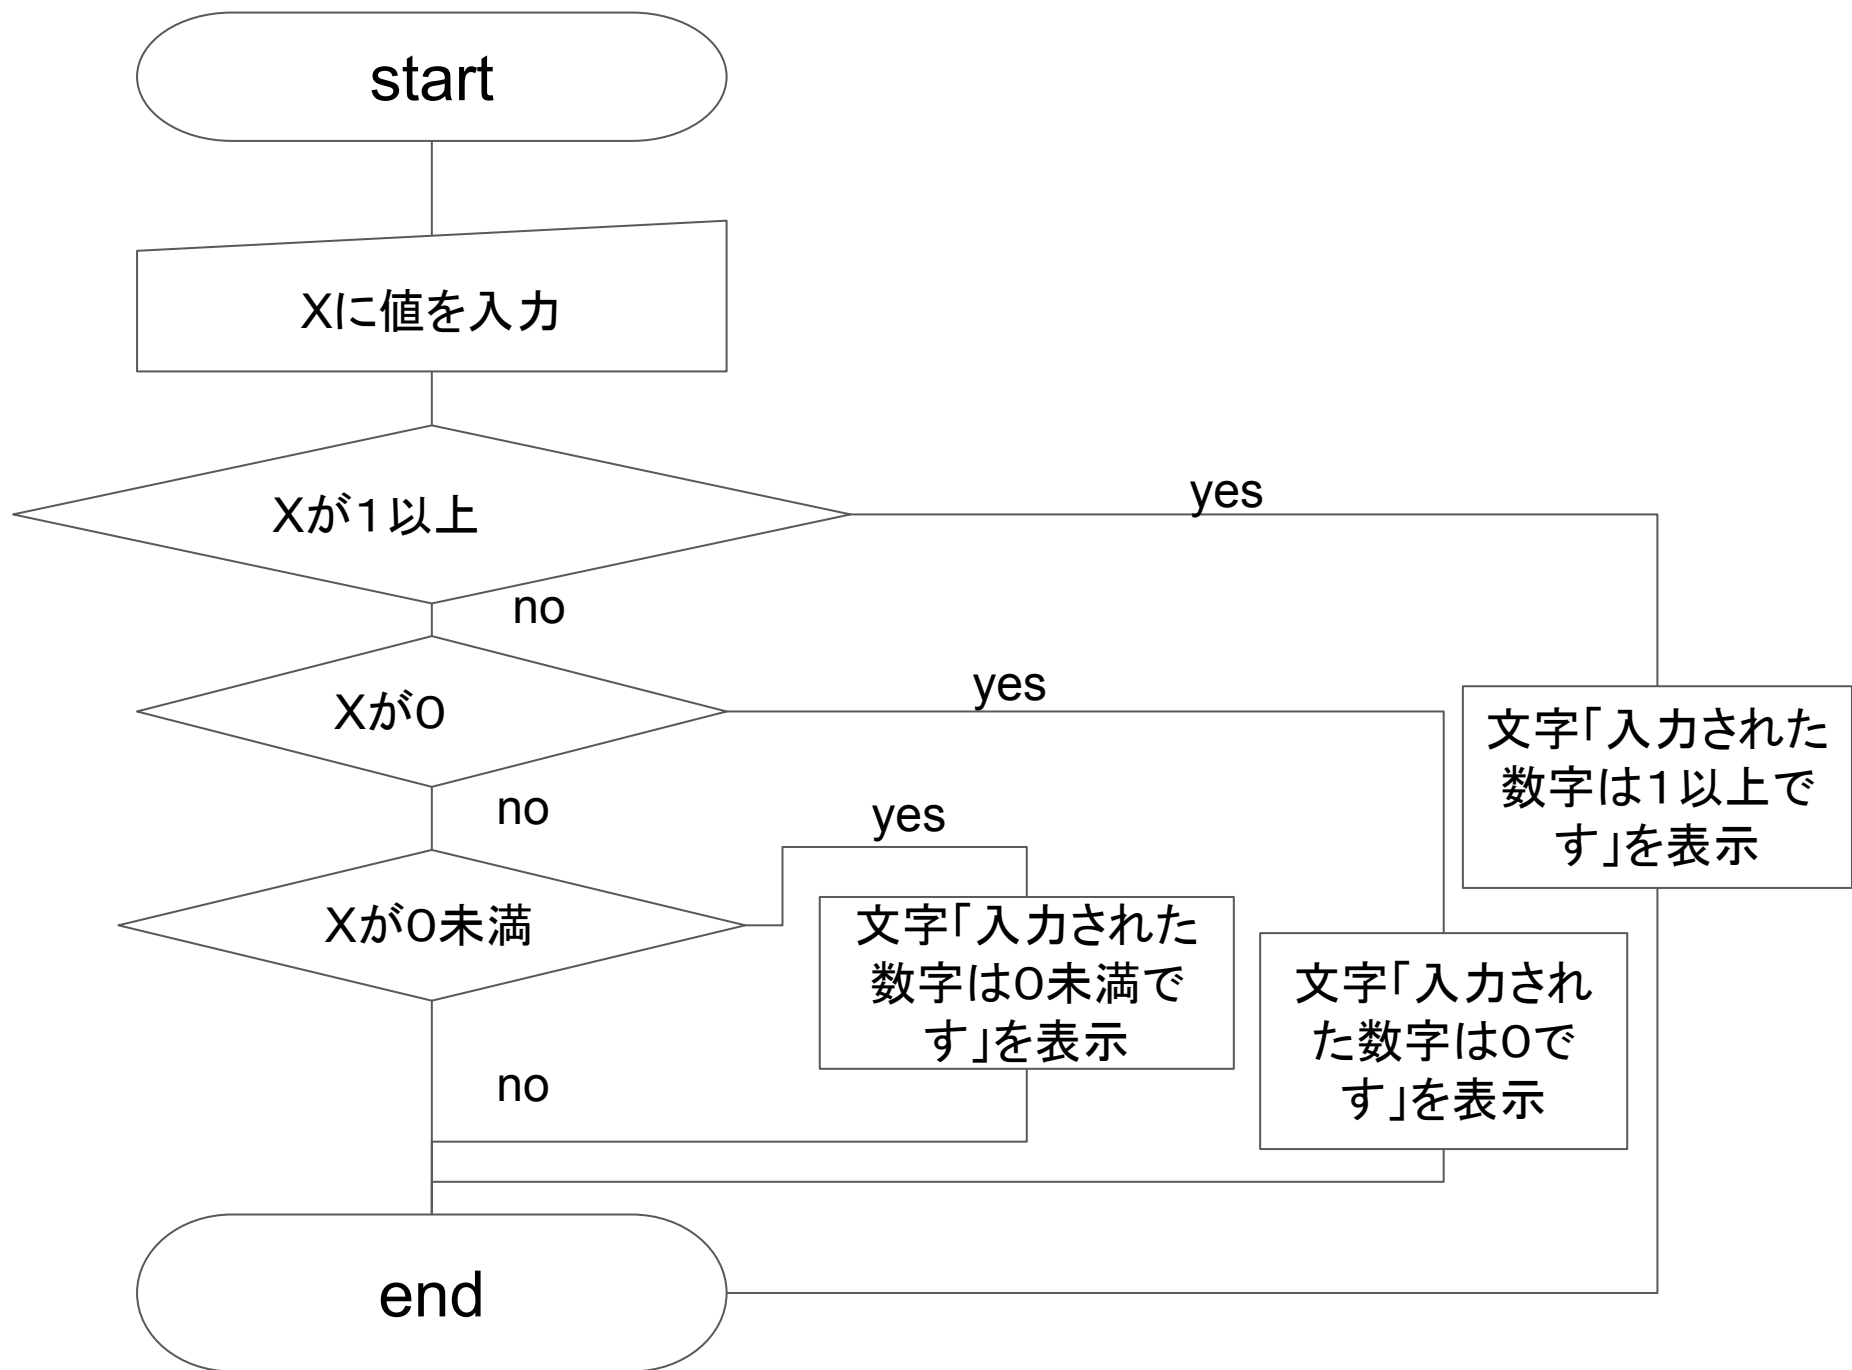 start
Xに値を入力
Xが1以上
yes
no
Xが0
yes
no
yes
Xが0未満
no
文字「入力された
数字は0未満で
す」を表示
文字「入力され
た数字は0で
す」を表示
文字「入力された
数字は1以上で
す」を表示
end